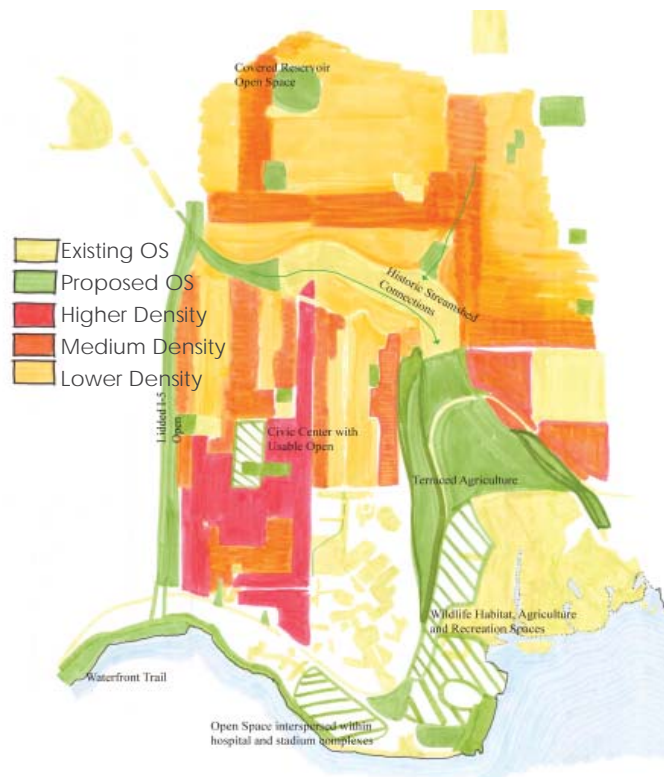 Covered Reservoir
Open Space
Existing OS
Proposed OS
Higher Density
Medium Density
Lower Density
Historic Streamshed
Connections
Lidded I-5
Open
Civic Center with
Usable Open
Terraced Agriculture
Wildlife Habitat, Agriculture
and Recreation Spaces
Waterfront Trail
Open Space interspersed within
hospital and stadium complexes